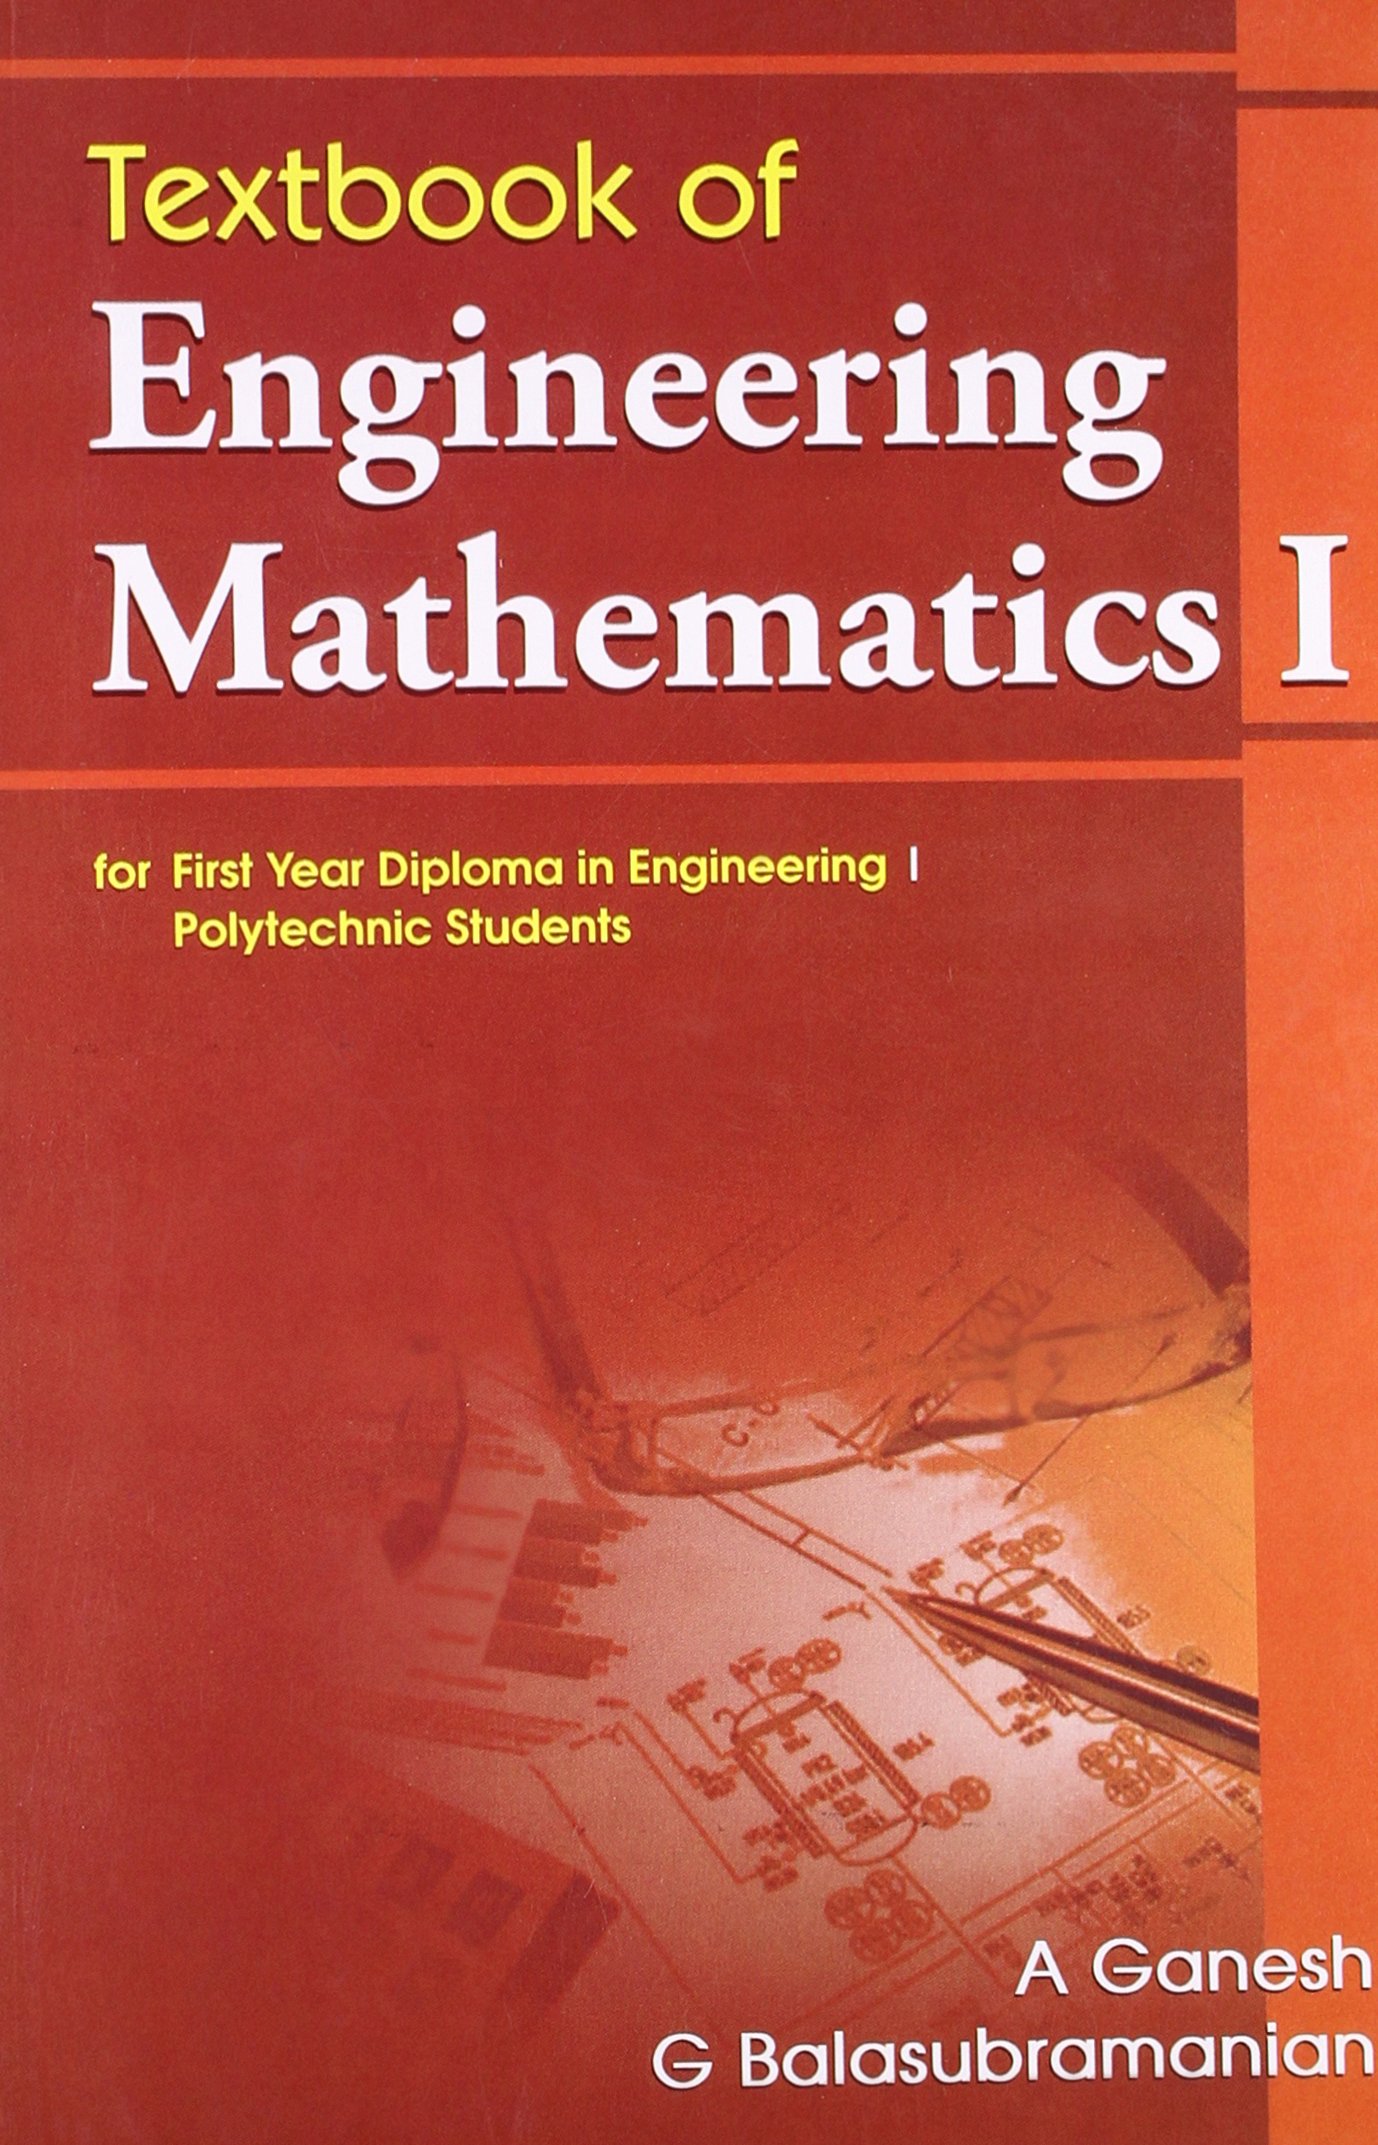 Textbook of
Engineering
Mathematics I
for First Year Diploma in Engineering I
Polytechnic Students
A Ganesh
G Balasubramanian